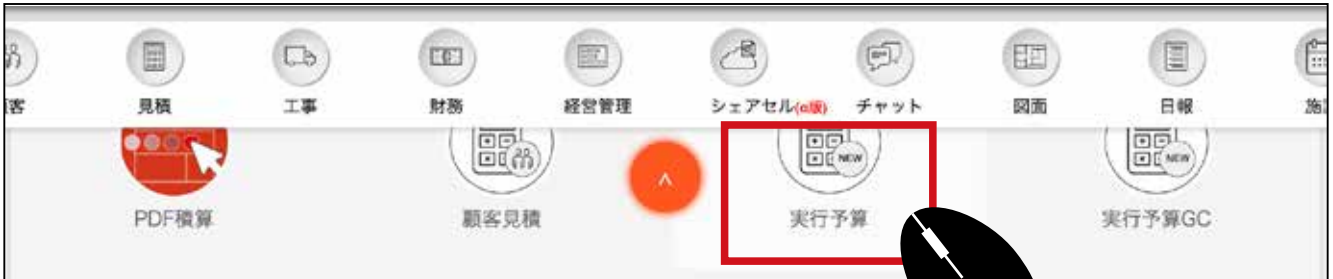 客 見積 工事 財務 経営管理 シェアセル(α版) チャット 図面 日報 施
NEW NEW
PDF積算 顧客見積 実行予算 実行予算GC